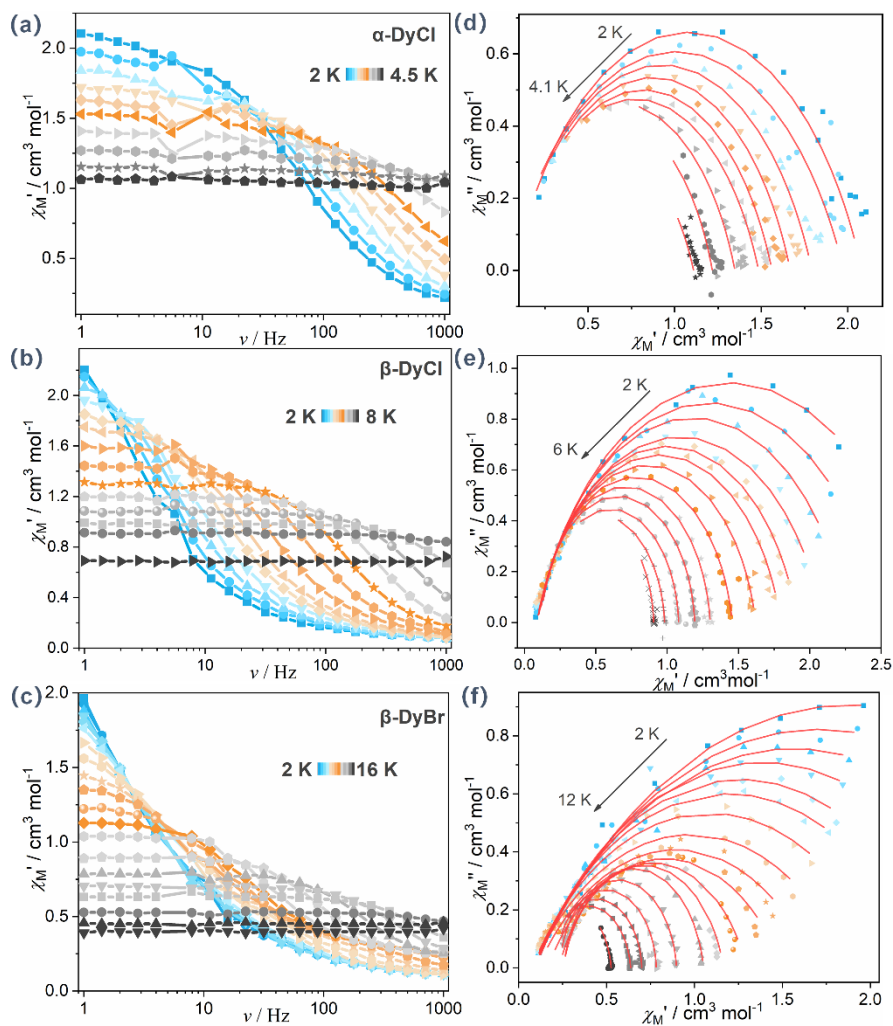 (a)
α-DyCl
2 K 4.5 K
χM' / cm³ mol⁻¹
2.0
1.5
1.0
0.5
1 10 100 1000
ν / Hz
(d)
2 K
4.1 K
χM'' / cm³ mol⁻¹
0.6
0.4
0.2
0.0
0.5 1.0 1.5 2.0
χM' / cm³ mol⁻¹
(b)
β-DyCl
2 K 8 K
χM' / cm³ mol⁻¹
2.4
1.8
1.2
0.6
0.0
1 10 100 1000
ν / Hz
(e)
2 K
6 K
χM'' / cm³ mol⁻¹
1.0
0.8
0.6
0.4
0.2
0.0
0.0 0.5 1.0 1.5 2.0 2.5
χM' / cm³mol⁻¹
(c)
β-DyBr
2 K 16 K
χM' / cm³ mol⁻¹
2.0
1.5
1.0
0.5
0.0
1 10 100 1000
ν / Hz
(f)
2 K
12 K
χM'' / cm³ mol⁻¹
0.8
0.6
0.4
0.2
0.0
0.0 0.5 1.0 1.5 2.0
χM' / cm³mol⁻¹